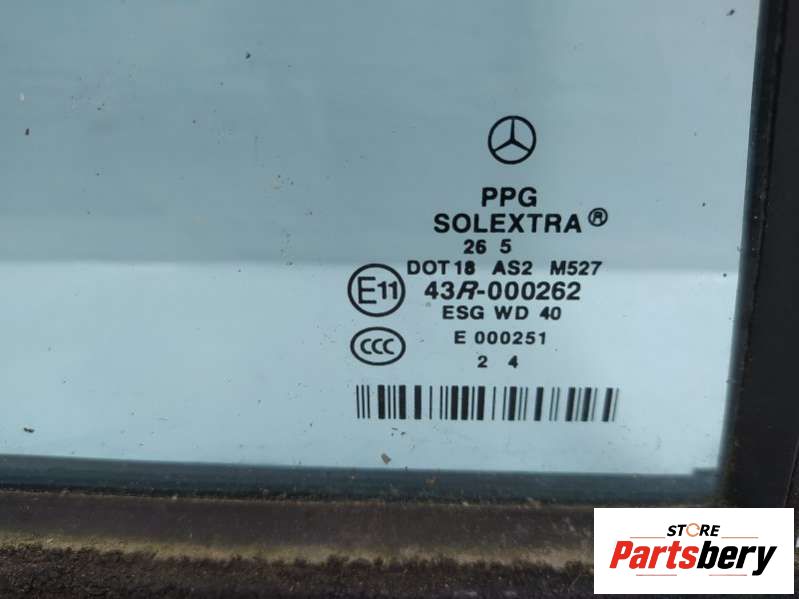 PPG
SOLEXTRA®
26 5
DOT18 AS2 M527
E11 43R-000262
ESG WD 40
CCC E 000251
2 4
STORE
Partsbery